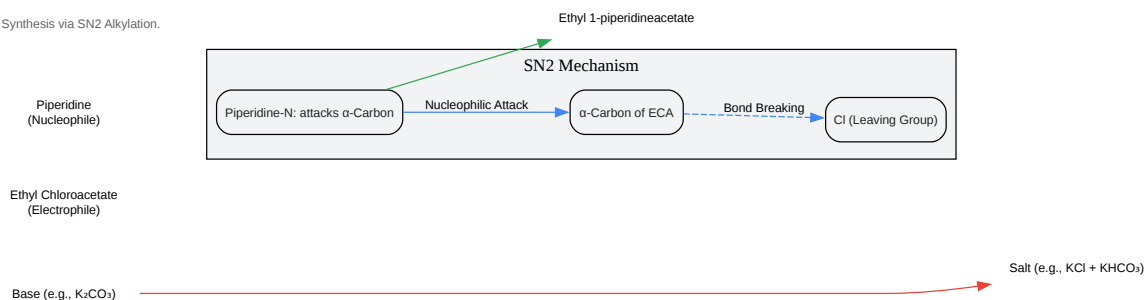 Ethyl 1-piperidineacetate
Synthesis via SN2 Alkylation.
SN2 Mechanism
Piperidine
(Nucleophile)
Piperidine-N: attacks α-Carbon
Nucleophilic Attack
α-Carbon of ECA
Bond Breaking
Cl (Leaving Group)
Ethyl Chloroacetate
(Electrophile)
Salt (e.g., KCl + KHCO₃)
Base (e.g., K₂CO₃)